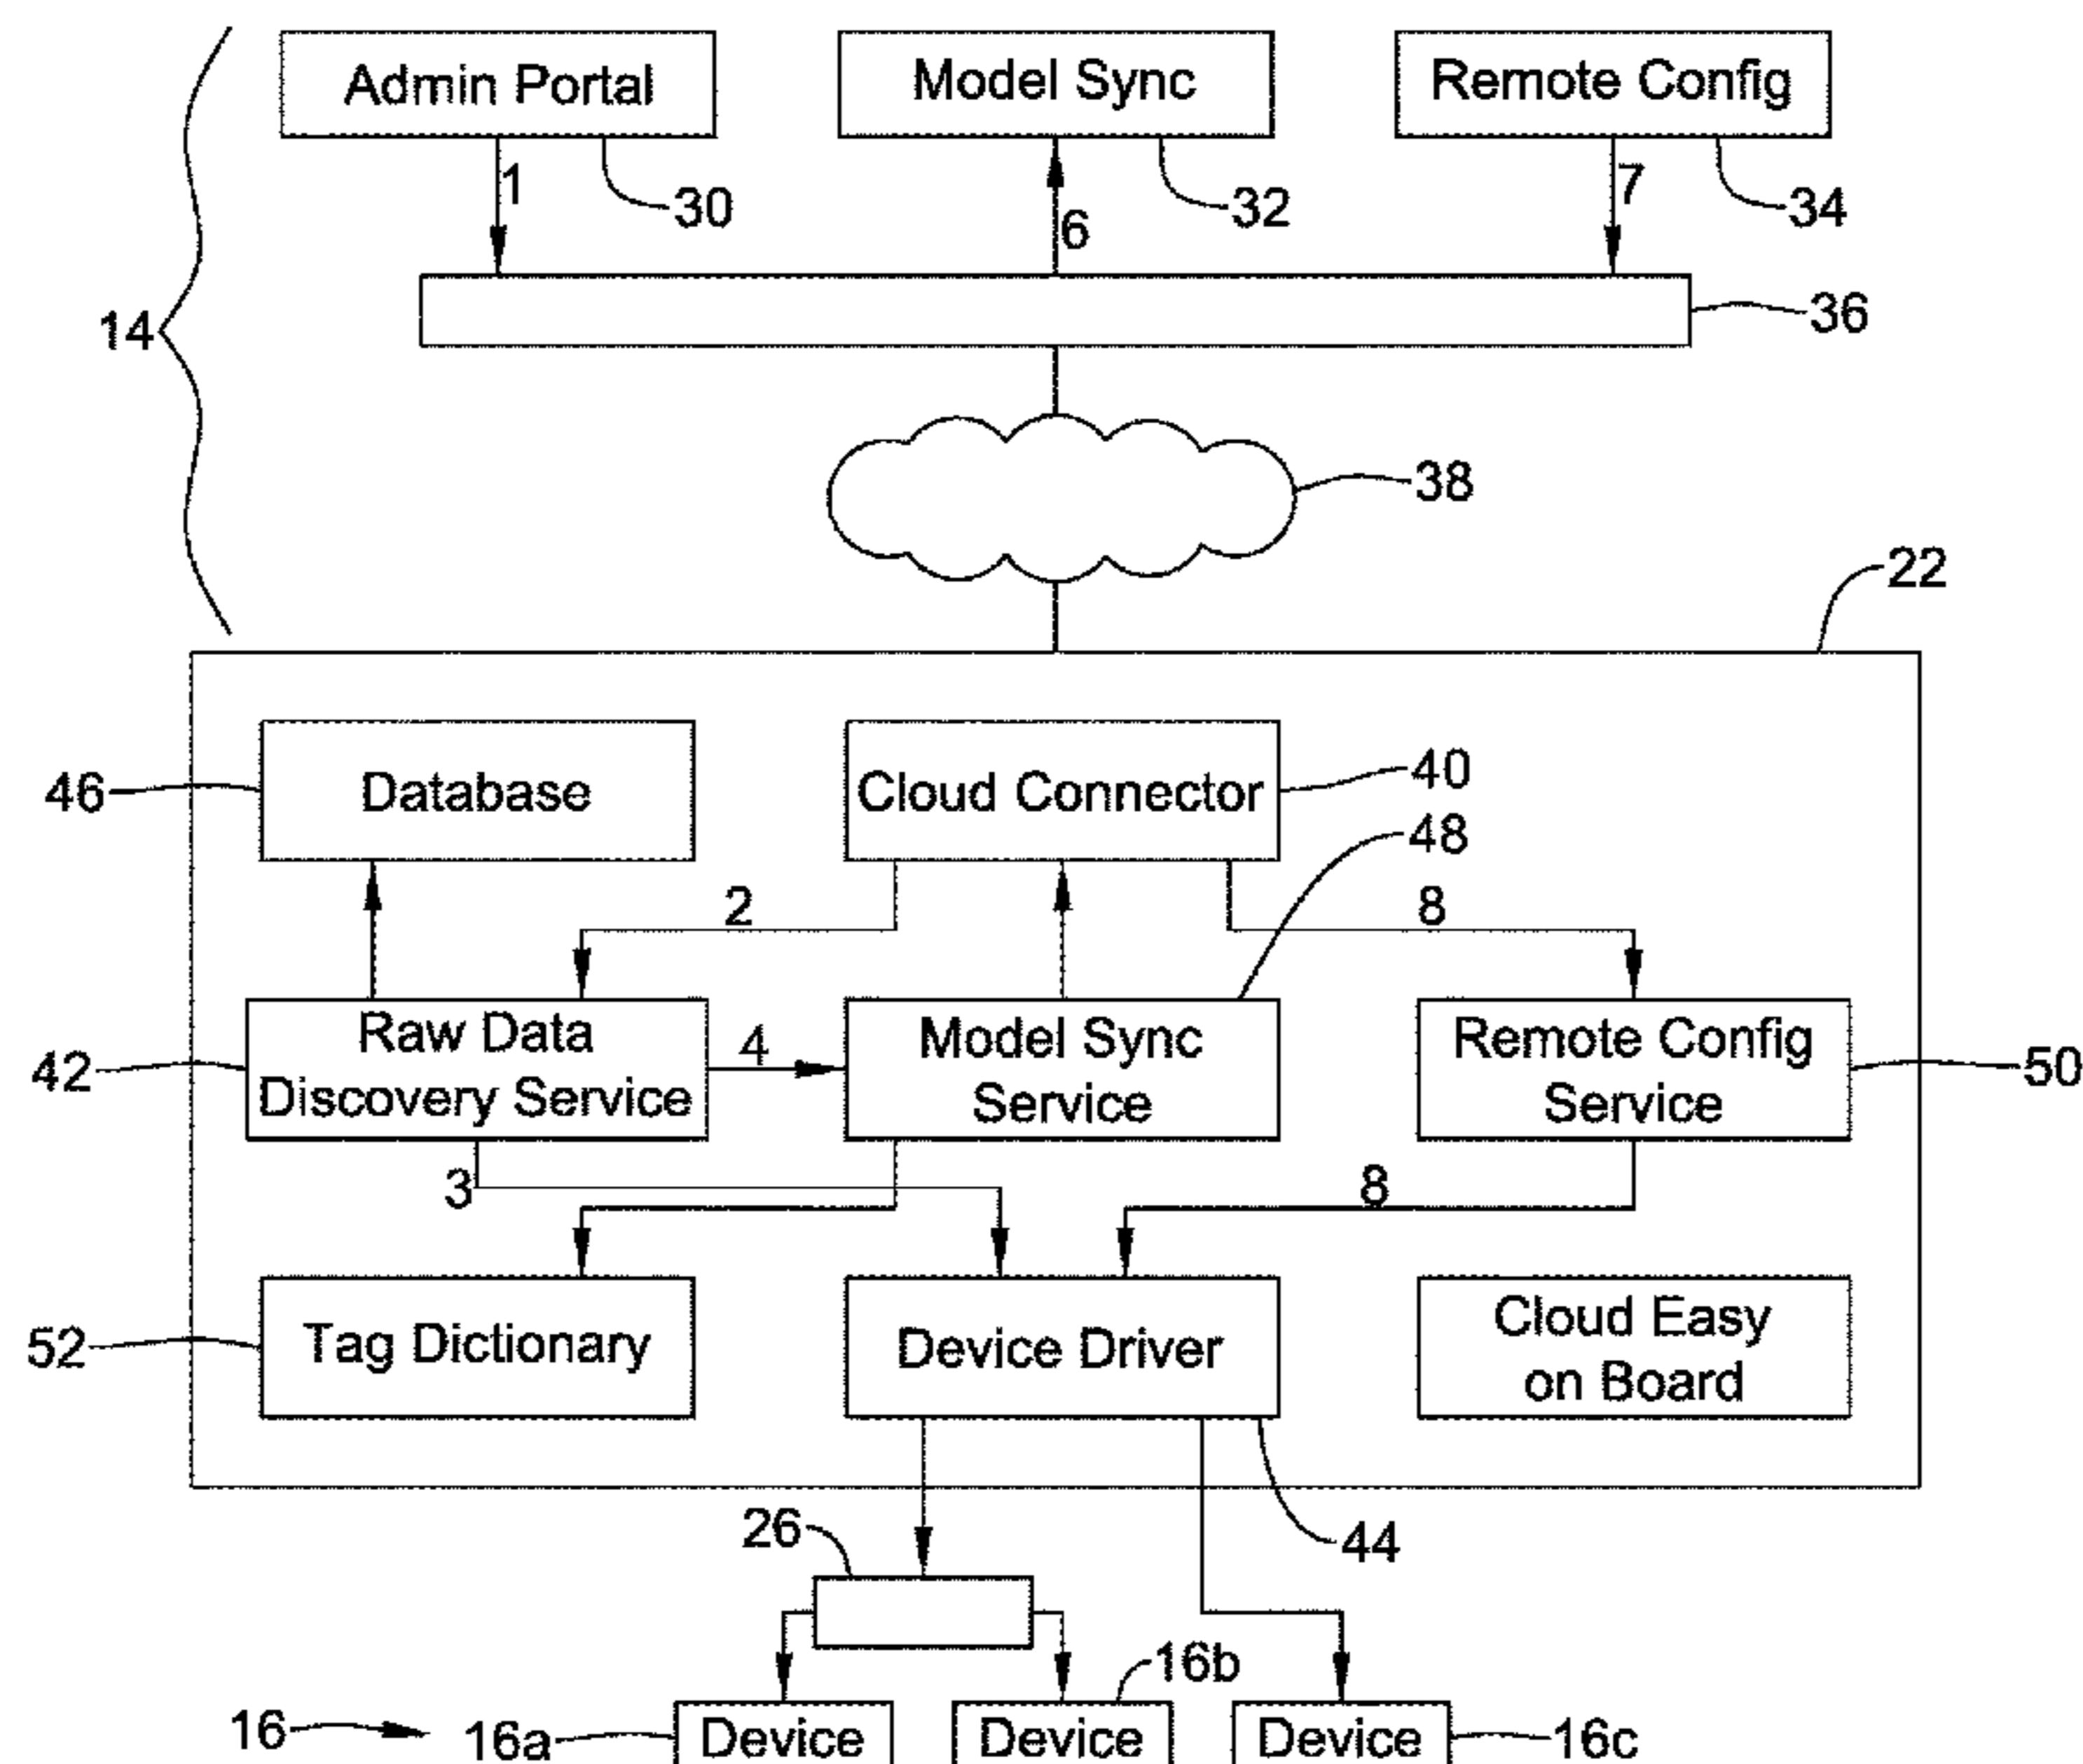 Admin Portal
Model Sync
Remote Config
1
30
6
32
7
34
14
36
38
22
46
Database
Cloud Connector
40
48
2
8
42
Raw Data
Discovery Service
4
Model Sync
Service
Remote Config
Service
50
3
8
52
Tag Dictionary
Device Driver
Cloud Easy
on Board
26
44
16
16a
Device
16b
Device
Device
16c